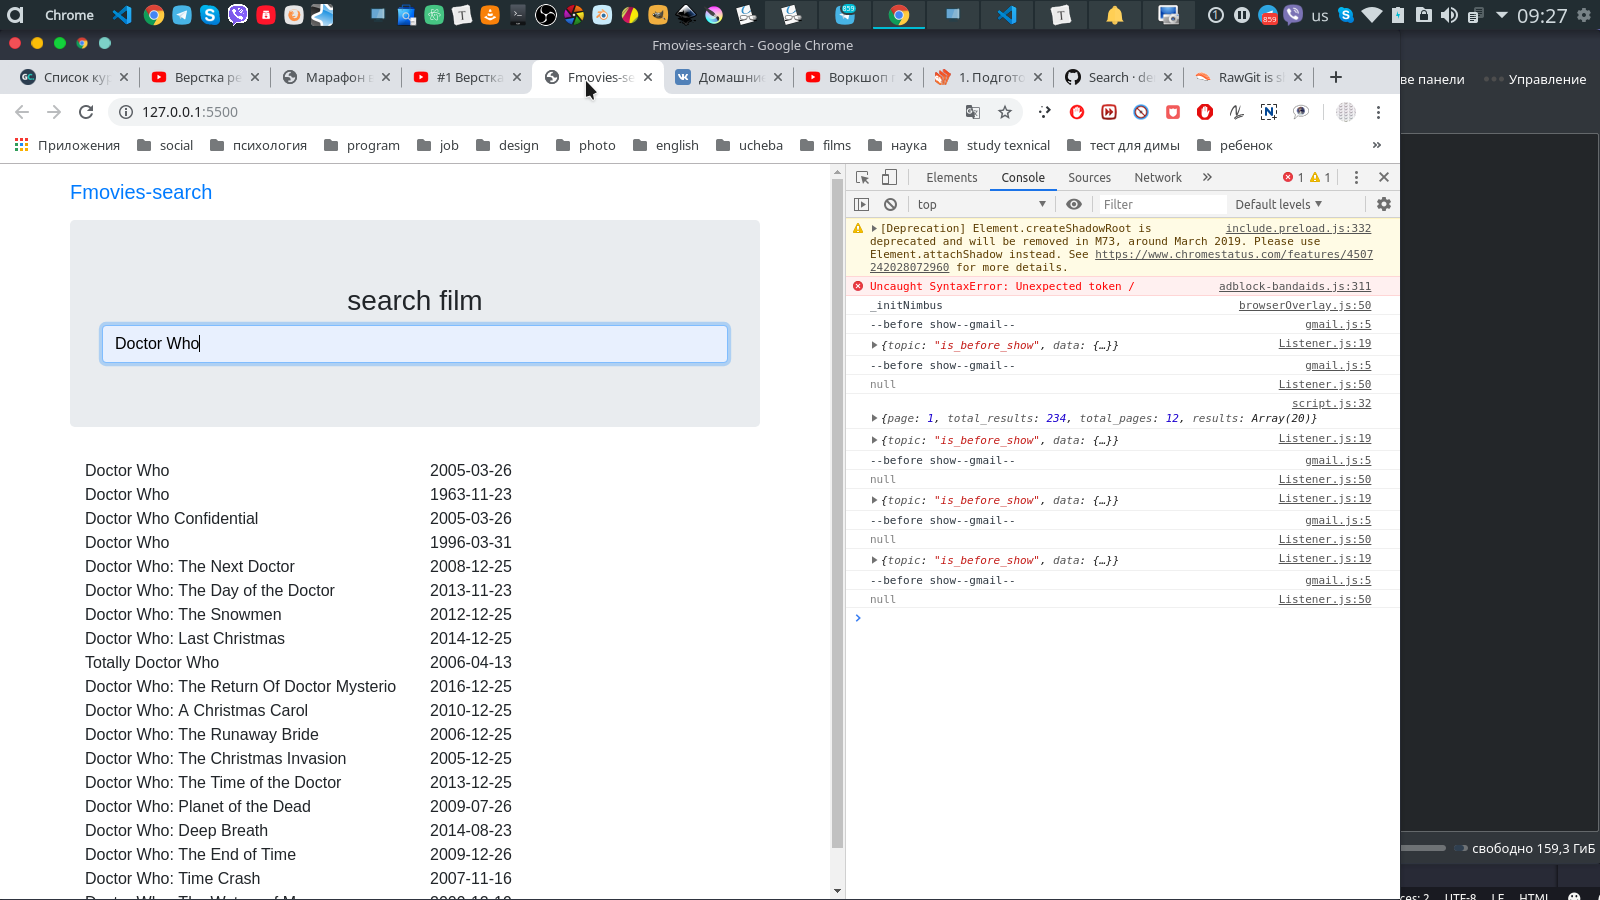 Chrome
859
859
us
09:27
Fmovies-search - Google Chrome
Список ку
Верстка ре
Марафон
#1 Верстка
Fmovies-se
Домашни
Воркшоп
1. Подгото
Search · de
RawGit is s
ве панели
Управление
127.0.0.1:5500
Приложения
social
психология
program
job
design
photo
english
ucheba
films
наука
study texnical
тест для димы
ребенок
»
Fmovies-search
search film
Doctor Who
Doctor Who 2005-03-26
Doctor Who 1963-11-23
Doctor Who Confidential 2005-03-26
Doctor Who 1996-03-31
Doctor Who: The Next Doctor 2008-12-25
Doctor Who: The Day of the Doctor 2013-11-23
Doctor Who: The Snowmen 2012-12-25
Doctor Who: Last Christmas 2014-12-25
Totally Doctor Who 2006-04-13
Doctor Who: The Return Of Doctor Mysterio 2016-12-25
Doctor Who: A Christmas Carol 2010-12-25
Doctor Who: The Runaway Bride 2006-12-25
Doctor Who: The Christmas Invasion 2005-12-25
Doctor Who: The Time of the Doctor 2013-12-25
Doctor Who: Planet of the Dead 2009-07-26
Doctor Who: Deep Breath 2014-08-23
Doctor Who: The End of Time 2009-12-26
Doctor Who: Time Crash 2007-11-16
Elements Console Sources Network » 1 1
top Filter Default levels
[Deprecation] Element.createShadowRoot is include.preload.js:332
deprecated and will be removed in M73, around March 2019. Please use
Element.attachShadow instead. See https://www.chromestatus.com/features/4507
242028072960 for more details.
Uncaught SyntaxError: Unexpected token / adblock-bandaids.js:311
_initNimbus browserOverlay.js:50
--before show--gmail-- gmail.js:5
{topic: "is_before_show", data: {…}} Listener.js:19
--before show--gmail-- gmail.js:5
null Listener.js:50
script.js:32
{page: 1, total_results: 234, total_pages: 12, results: Array(20)}
{topic: "is_before_show", data: {…}} Listener.js:19
--before show--gmail-- gmail.js:5
null Listener.js:50
{topic: "is_before_show", data: {…}} Listener.js:19
--before show--gmail-- gmail.js:5
null Listener.js:50
{topic: "is_before_show", data: {…}} Listener.js:19
--before show--gmail-- gmail.js:5
null Listener.js:50
свободно 159,3 ГиБ
ces: 2 UTF-8 LF HTML